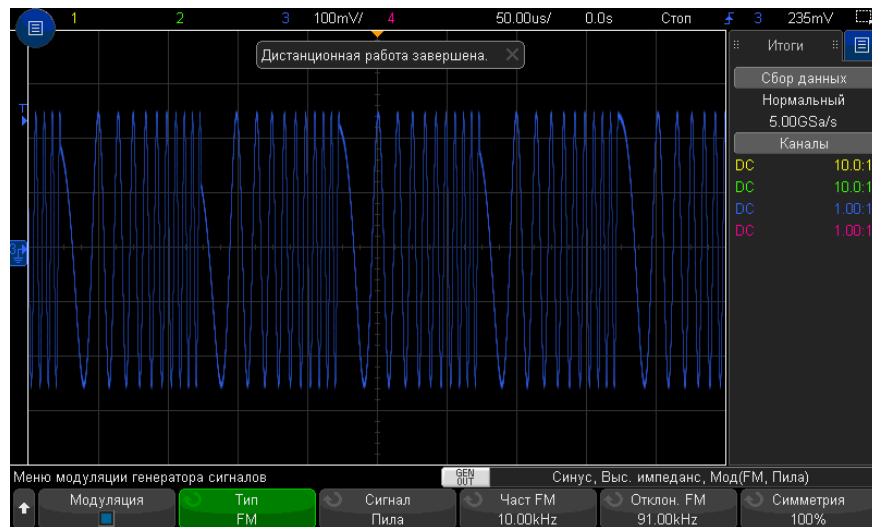 1 2 3 100mV/ 4 50.00us/ 0.0s Стоп 3 235mV
Дистанционная работа завершена.
Итоги
Сбор данных
Нормальный
5.00GSa/s
Каналы
DC 10.0:1
DC 10.0:1
DC 1.00:1
DC 1.00:1
T
3
Меню модуляции генератора сигналов
GEN OUT
Синус, Выс. импеданс, Мод(FM, Пила)
Модуляция
Тип
FM
Сигнал
Пила
Част FM
10.00kHz
Отклон. FM
91.00kHz
Симметрия
100%